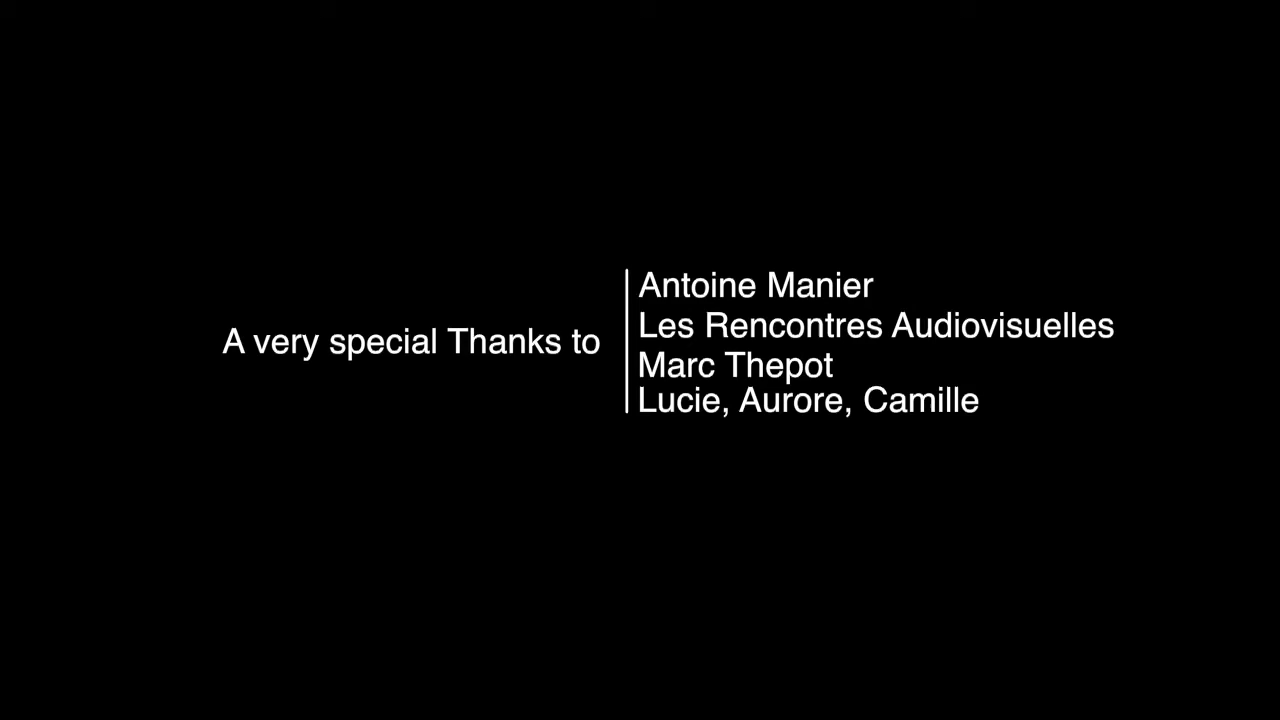 A very special Thanks to
Antoine Manier
Les Rencontres Audiovisuelles
Marc Thepot
Lucie, Aurore, Camille